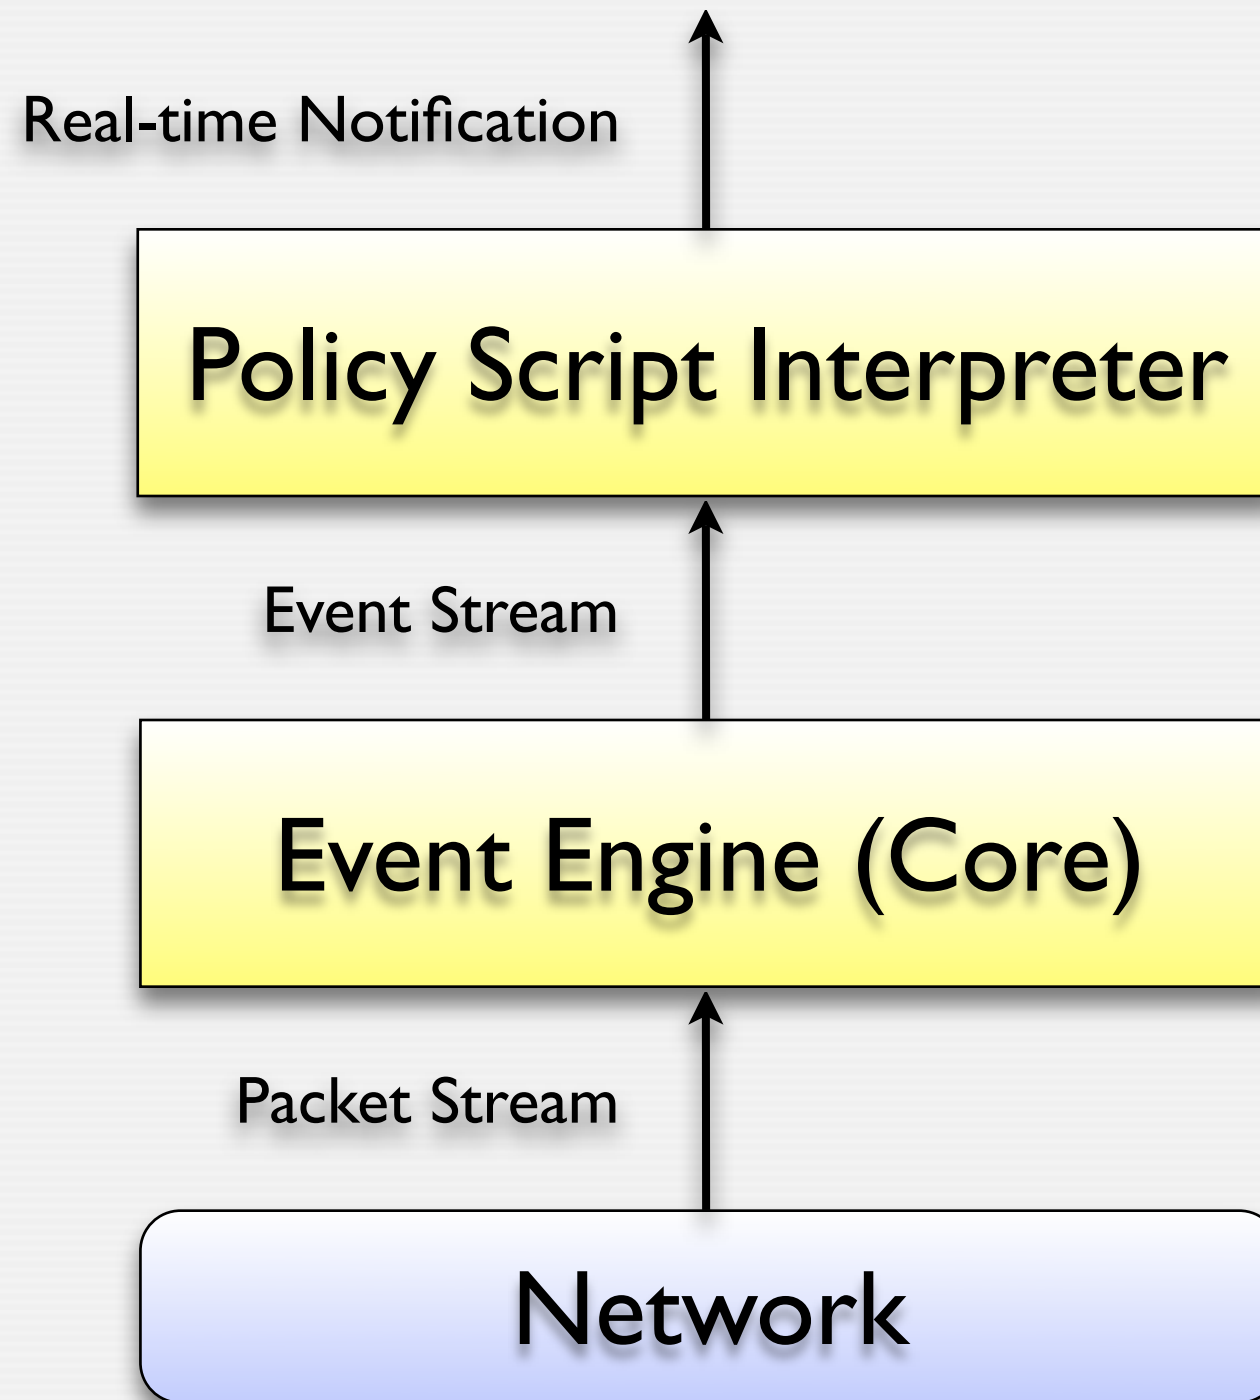 Real-time Notification
Policy Script Interpreter
Event Stream
Event Engine (Core)
Packet Stream
Network